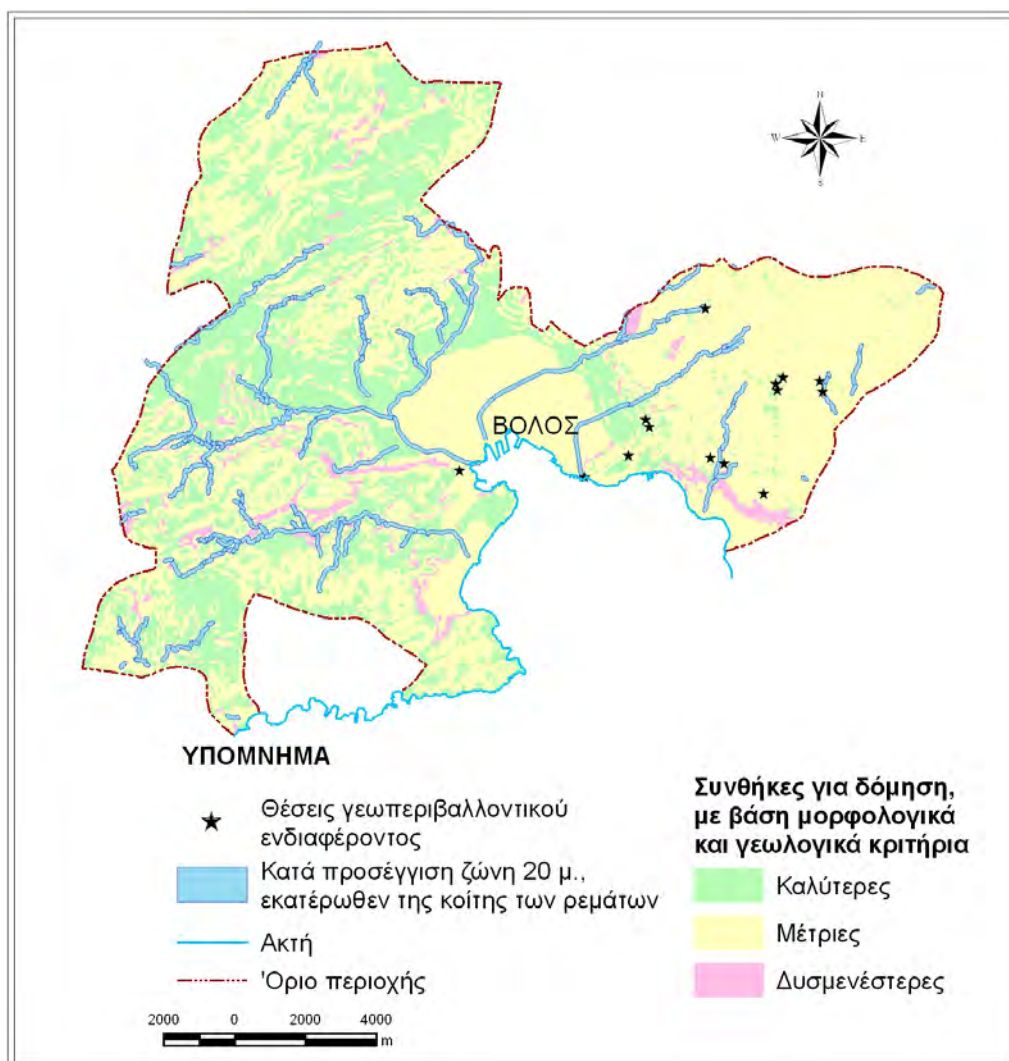 B
W
E
S
ΒΟΛΟΣ
ΥΠΟΜΝΗΜΑ
Θέσεις γεωπεριβαλλοντικού
ενδιαφέροντος
Κατά προσέγγιση ζώνη 20 μ.,
εκατέρωθεν της κοίτης των ρεμάτων
Ακτή
'Όριο περιοχής
2000 0 2000 4000
m
Συνθήκες για δόμηση,
με βάση μορφολογικά
και γεωλογικά κριτήρια
Καλύτερες
Μέτριες
Δυσμενέστερες